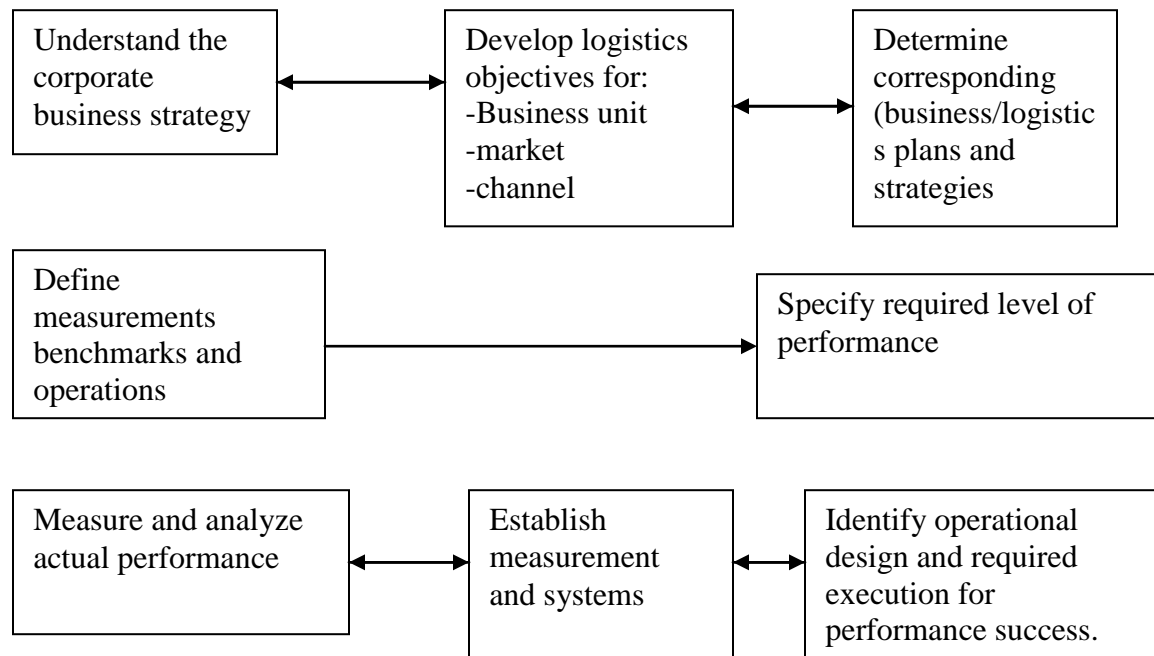 Understand the
corporate
business strategy
Develop logistics
objectives for:
-Business unit
-market
-channel
Determine
corresponding
(business/logistic
s plans and
strategies
Define
measurements
benchmarks and
operations
Specify required level of
performance
Measure and analyze
actual performance
Establish
measurement
and systems
Identify operational
design and required
execution for
performance success.